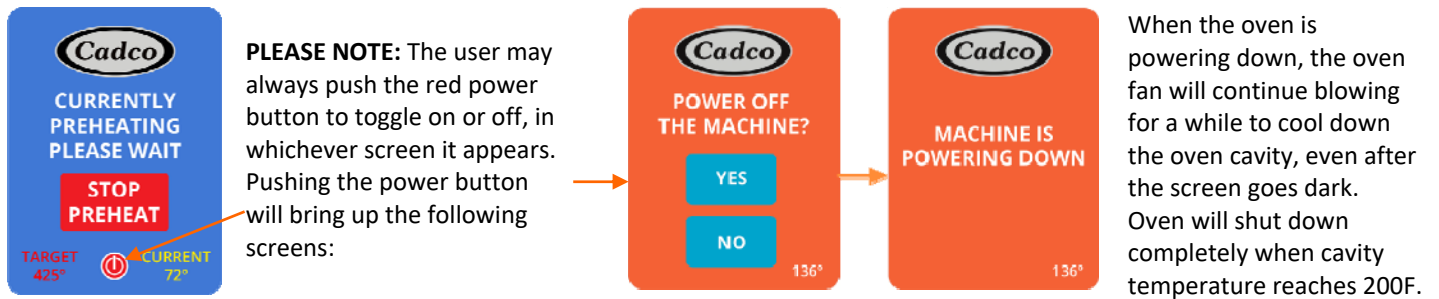 Cadco
CURRENTLY
PREHEATING
PLEASE WAIT
STOP
PREHEAT
TARGET
425°
CURRENT
72°
PLEASE NOTE: The user may
always push the red power
button to toggle on or off, in
whichever screen it appears.
Pushing the power button
will bring up the following
screens:
Cadco
POWER OFF
THE MACHINE?
YES
NO
136°
Cadco
MACHINE IS
POWERING DOWN
136°
When the oven is
powering down, the oven
fan will continue blowing
for a while to cool down
the oven cavity, even after
the screen goes dark.
Oven will shut down
completely when cavity
temperature reaches 200F.